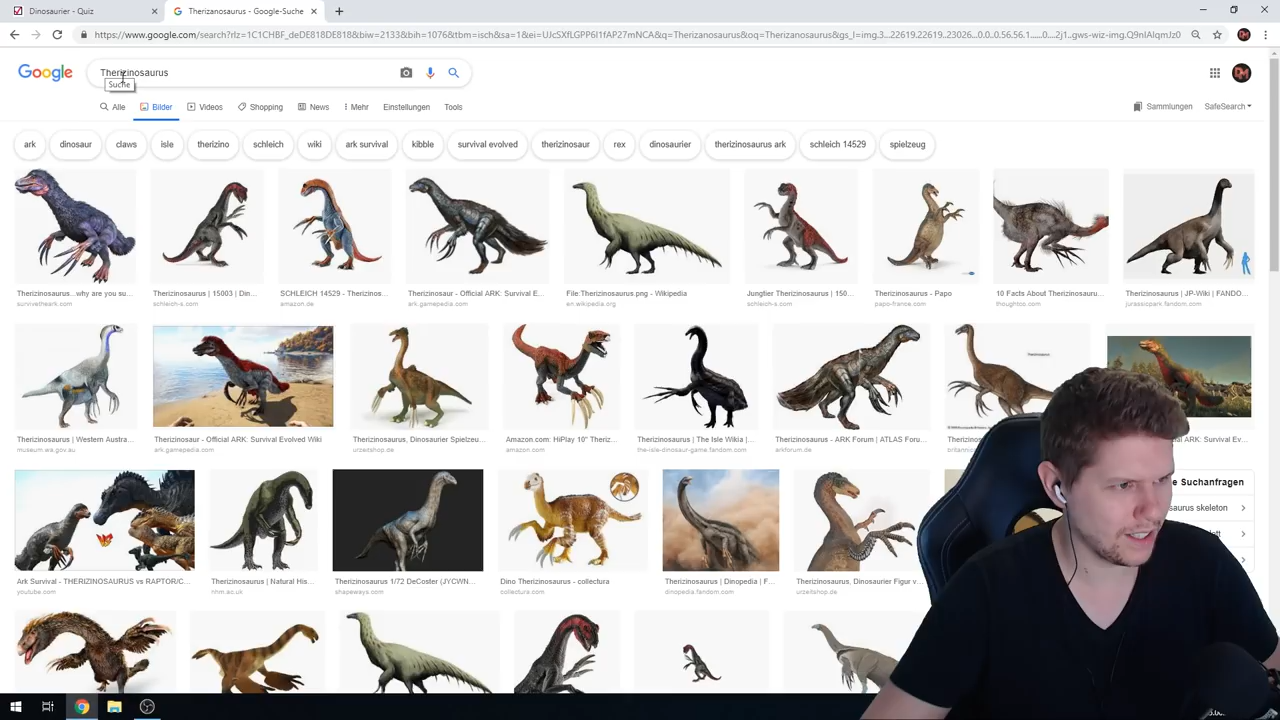 Dinosaurier - Quiz
Therizanosaurus - Google-Suche
https://www.google.com/search?rlz=1C1CHBF_deDE818DE818&biw=2133&bih=1076&tbm=isch&sa=1&ei=UJcSXfLGPP6I1fAP27mNCA&q=Therizanosaurus&oq=Therizanosaurus&gs_l=img.3...22619.22619..23026...0.0..0.56.56.1......0....2j1..gws-wiz-img.Q9nIAlqmJz0
Google
Therizinosaurus
Suche
Alle
Bilder
Videos
Shopping
News
Mehr
Einstellungen
Tools
Sammlungen
SafeSearch
ark
dinosaur
claws
isle
therizino
schleich
wiki
ark survival
kibble
survival evolved
therizinosaur
rex
dinosaurier
therizinosaurus ark
schleich 14529
spielzeug
Therizinosaurus... why are you su...
survivetheark.com
Therizinosaurus | 15003 | Din...
schleich-s.com
SCHLEICH 14529 - Therizinos...
amazon.de
Therizinosaur - Official ARK: Survival E...
ark.gamepedia.com
File:Therizinosaurus.png - Wikipedia
en.wikipedia.org
Jungtier Therizinosaurus | 150...
schleich-s.com
Therizinosaurus - Papo
papo-france.com
10 Facts About Therizinosauru...
thoughtco.com
Therizinosaurus | JP-Wiki | FANDO...
jurassicpark.fandom.com
Therizinosaurus | Western Austra...
museum.wa.gov.au
Therizinosaur - Official ARK: Survival Evolved Wiki
ark.gamepedia.com
Therizinosaurus, Dinosaurier Spielzeu...
urzeitshop.de
Amazon.com: HiPlay 10" Theriz...
amazon.com
Therizinosaurus | The Isle Wikia | ...
the-isle-dinosaur-game.fandom.com
Therizinosaurus - ARK Forum | ATLAS Foru...
arkforum.de
ARK: Survival Ev...
Ark Survival - THERIZINOSAURUS vs RAPTOR/C...
youtube.com
Therizinosaurus | Natural His...
nhm.ac.uk
Therizinosaurus 1/72 DeCoster (JYCWN...
shapeways.com
Dino Therizinosaurus - collectura
collectura.com
Therizinosaurus | Dinopedia | F...
dinopedia.fandom.com
Therizinosaurus, Dinosaurier Figur v...
urzeitshop.de
e Suchanfragen
saurus skeleton